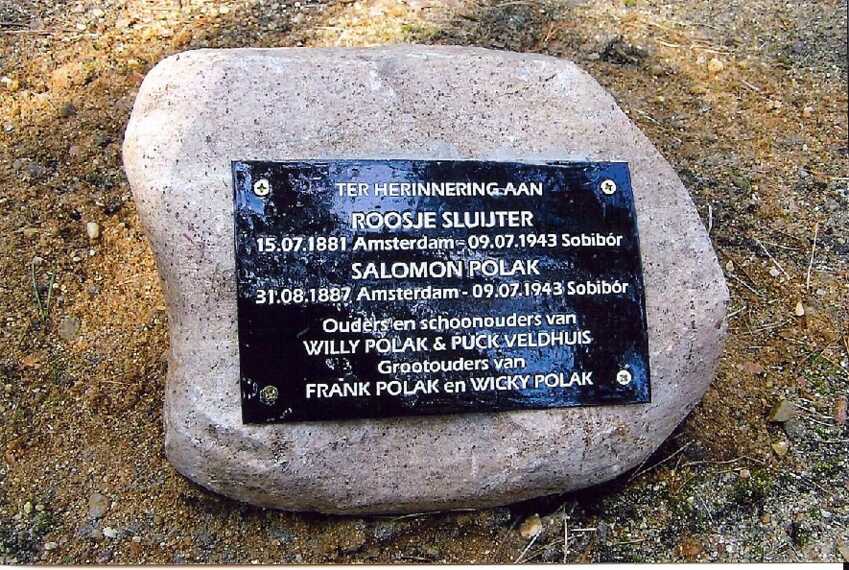 TER HERINNERING AAN
ROOSJE SLUIJTER
15.07.1881 Amsterdam - 09.07.1943 Sobibór
SALOMON POLAK
31.08.1887 Amsterdam - 09.07.1943 Sobibór
Ouders en schoonouders van
WILLY POLAK & PUCK VELDHUIS
Grootouders van
FRANK POLAK en WICKY POLAK